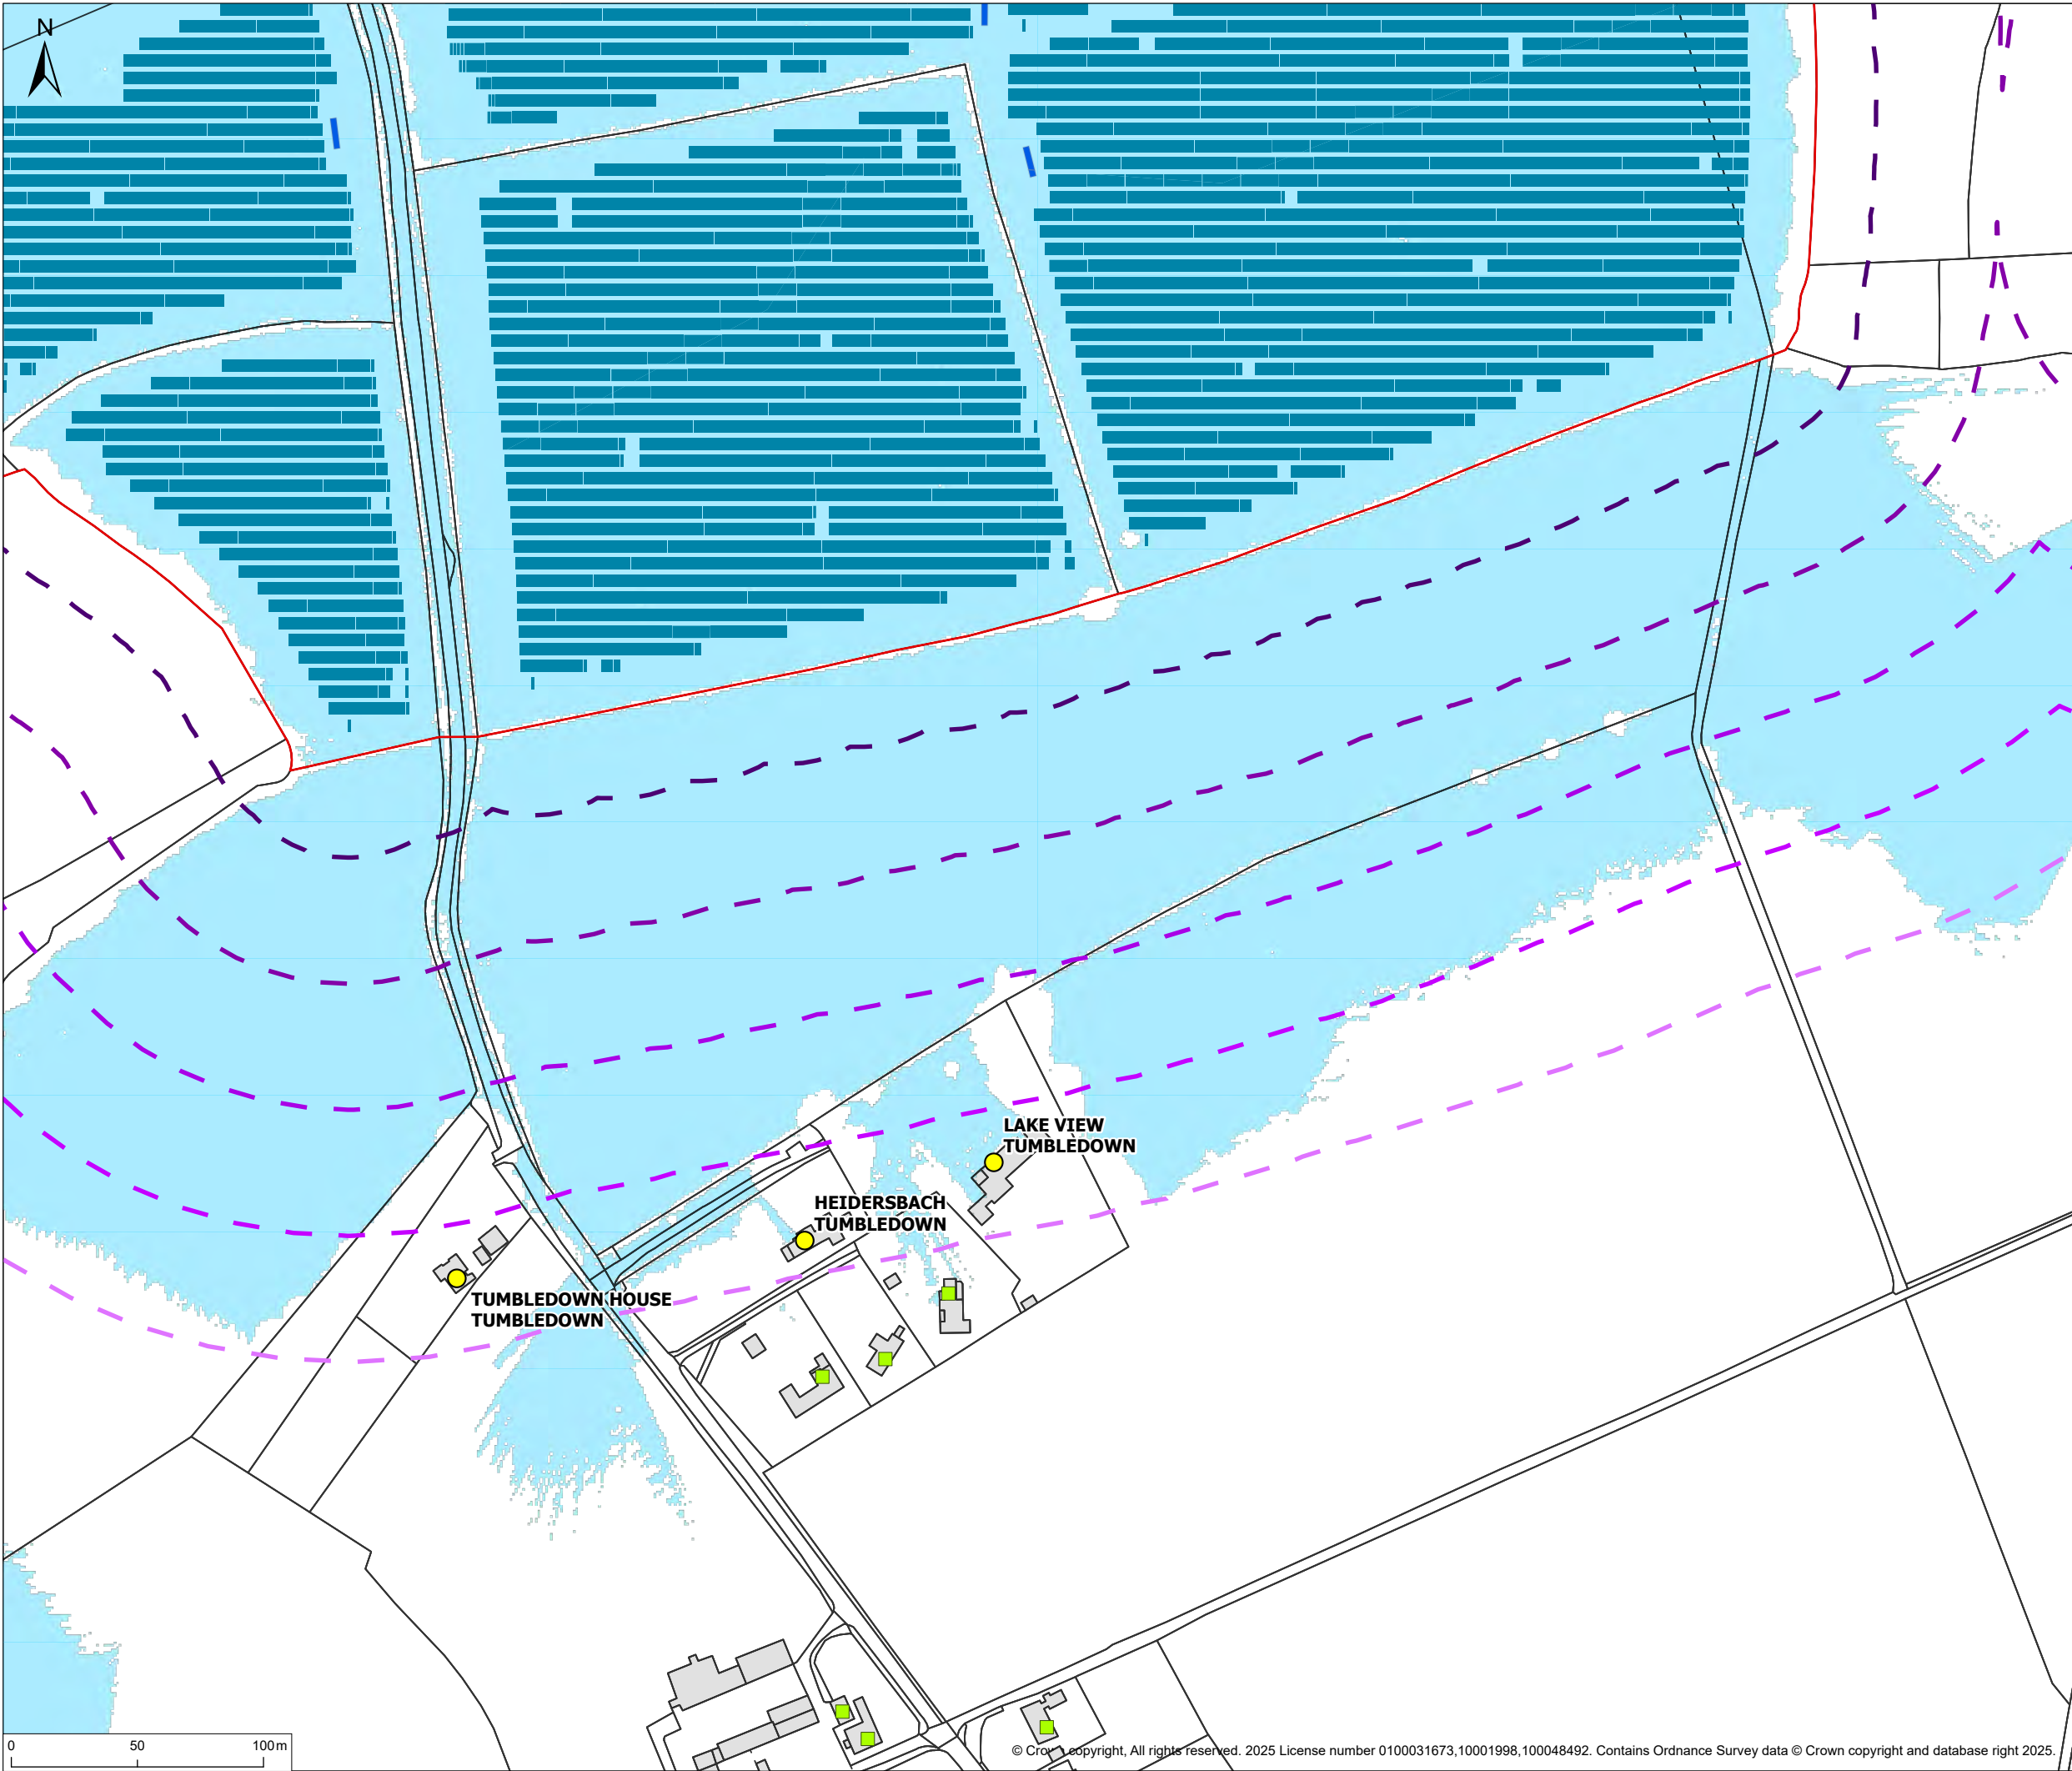 N
LAKE VIEW
TUMBLEDOWN
HEIDERSBACH
TUMBLEDOWN
TUMBLEDOWN HOUSE
TUMBLEDOWN
0 50 100m
© Crown copyright, All rights reserved. 2025 License number 0100031673,10001998,100048492. Contains Ordnance Survey data © Crown copyright and database right 2025.